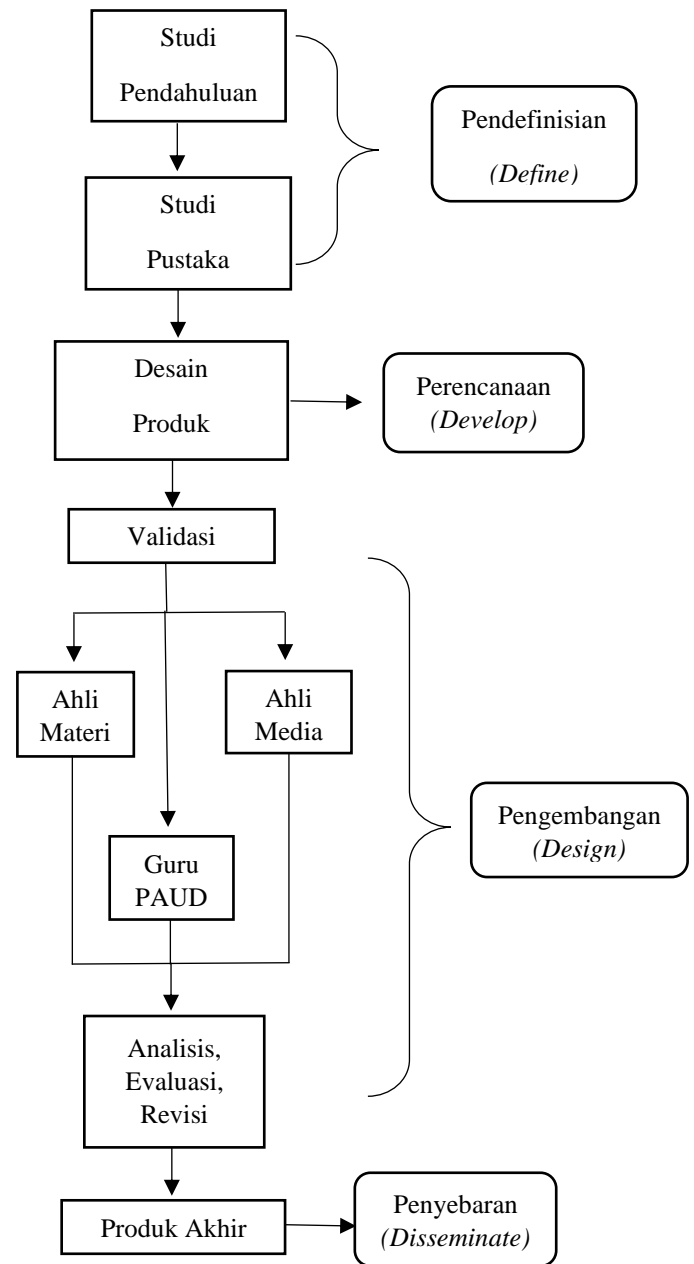 Studi
Pendahuluan
Pendefinisian
(Define)
Studi
Pustaka
Desain
Produk
Perencanaan
(Develop)
Validasi
Ahli
Materi
Ahli
Media
Guru
PAUD
Pengembangan
(Design)
Analisis,
Evaluasi,
Revisi
Produk Akhir
Penyebaran
(Disseminate)